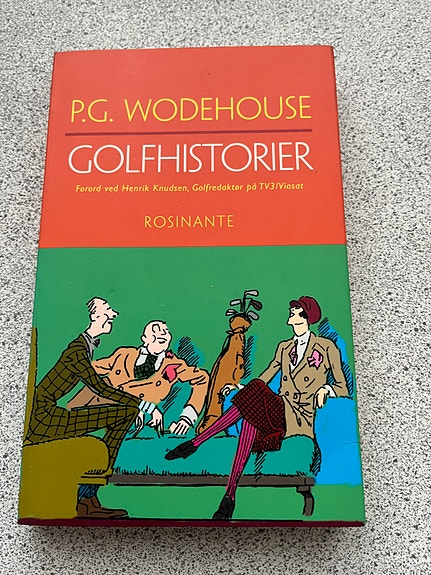 P.G. WODEHOUSE
GOLFHISTORIER
Forord ved Henrik Knudsen, Golfredaktør på TV3/Viasat
ROSINANTE